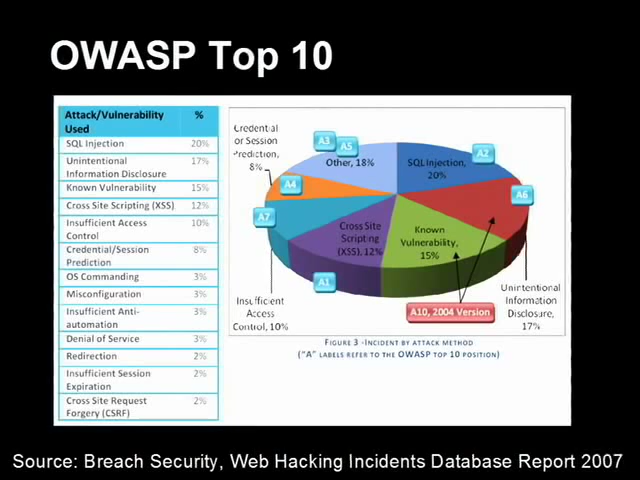 OWASP Top 10
Attack/Vulnerability
Used
%
SQL Injection
20%
Unintentional
Information Disclosure
17%
Known Vulnerability
15%
Cross Site Scripting (XSS)
12%
Insufficient Access
Control
10%
Credential/Session
Prediction
8%
OS Commanding
3%
Misconfiguration
3%
Insufficient Anti-
automation
3%
Denial of Service
3%
Redirection
2%
Insufficient Session
Expiration
2%
Cross Site Request
Forgery (CSRF)
2%
Credential
or Session
Prediction,
8%
A3
A5
Other, 18%
A2
SQL Injection,
20%
A4
A6
A7
Cross Site
Scripting
(XSS), 12%
Known
Vulnerability,
15%
A1
Insufficient
Access
Control, 10%
A10, 2004 Version
Unintentional
Information
Disclosure,
17%
FIGURE 3 -INCIDENT BY ATTACK METHOD
("A" LABELS REFER TO THE OWASP TOP 10 POSITION)
Source: Breach Security, Web Hacking Incidents Database Report 2007